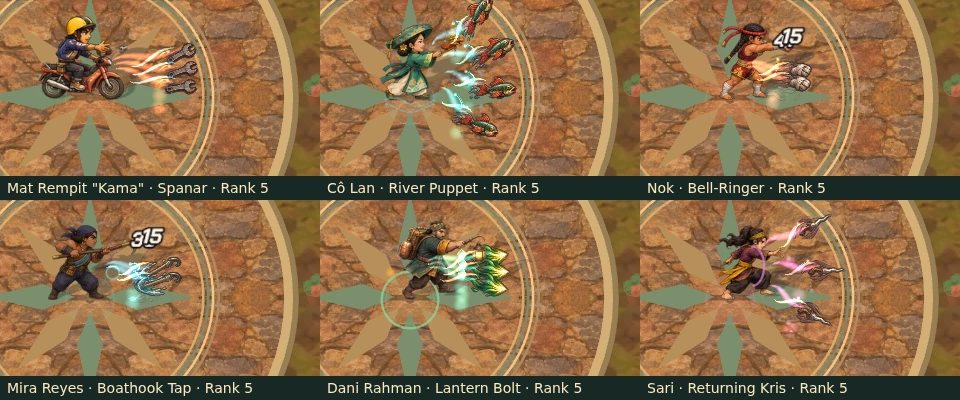 Mat Rempit "Kama" · Spanar · Rank 5
Cô Lan · River Puppet · Rank 5
15
Nok · Bell-Ringer · Rank 5
315
Mira Reyes · Boathook Tap · Rank 5
Dani Rahman · Lantern Bolt · Rank 5
Sari · Returning Kris · Rank 5